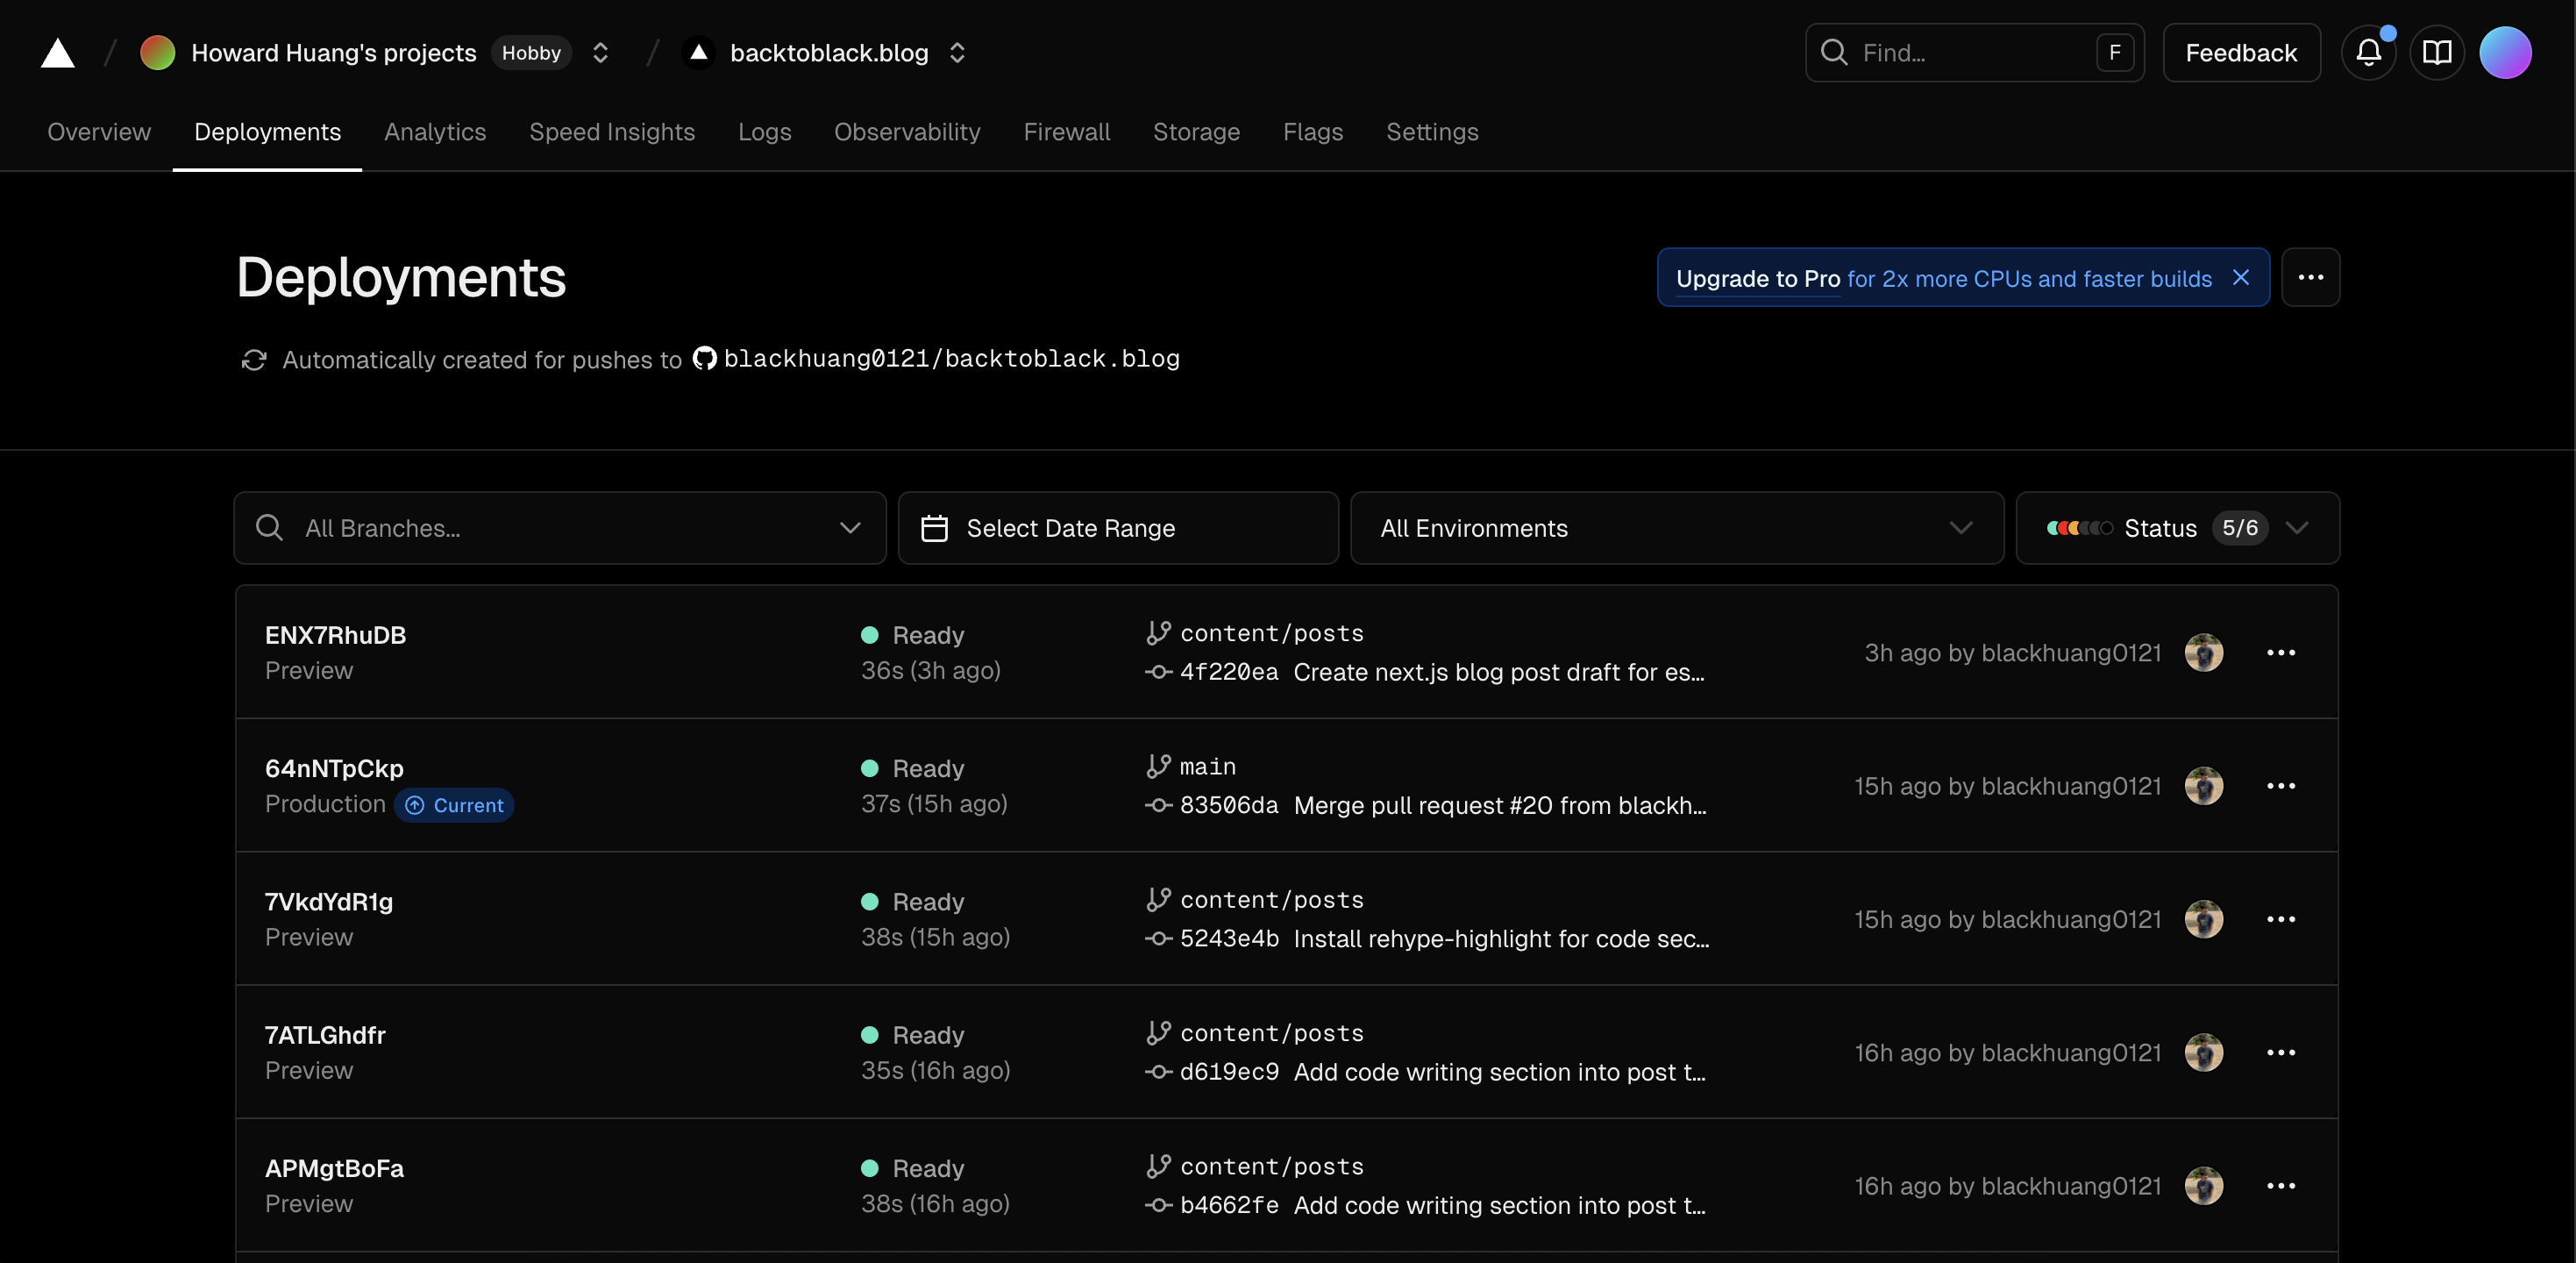 Howard Huang's projects Hobby backtoblack.blog Find... F Feedback
Overview Deployments Analytics Speed Insights Logs Observability Firewall Storage Flags Settings
Deployments
Upgrade to Pro for 2x more CPUs and faster builds
Automatically created for pushes to blackhuang0121/backtoblack.blog
All Branches... Select Date Range All Environments Status 5/6
ENX7RhuDB Ready content/posts
Preview 36s (3h ago) 4f220ea Create next.js blog post draft for es... 3h ago by blackhuang0121
64nNTpCkp Ready main
Production Current 37s (15h ago) 83506da Merge pull request #20 from blackh... 15h ago by blackhuang0121
7VkdYdR1g Ready content/posts
Preview 38s (15h ago) 5243e4b Install rehype-highlight for code sec... 15h ago by blackhuang0121
7ATLGhdfr Ready content/posts
Preview 35s (16h ago) d619ec9 Add code writing section into post t... 16h ago by blackhuang0121
APMgtBoFa Ready content/posts
Preview 38s (16h ago) b4662fe Add code writing section into post t... 16h ago by blackhuang0121